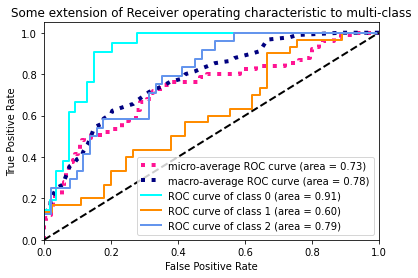 Some extension of Receiver operating characteristic to multi-class
1.0
0.8
0.6
0.4
0.2
0.0
True Positive Rate
micro-average ROC curve (area = 0.73)
macro-average ROC curve (area = 0.78)
ROC curve of class 0 (area = 0.91)
ROC curve of class 1 (area = 0.60)
ROC curve of class 2 (area = 0.79)
0.0 0.2 0.4 0.6 0.8 1.0
False Positive Rate